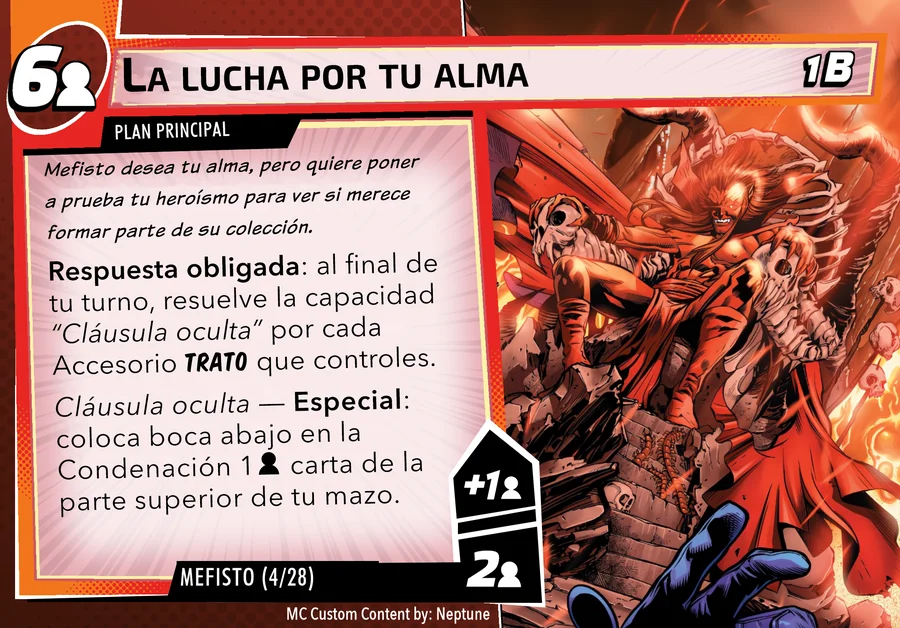 6
LA LUCHA POR TU ALMA
1B
PLAN PRINCIPAL
Mefisto desea tu alma, pero quiere poner
a prueba tu heroísmo para ver si merece
formar parte de su colección.
Respuesta obligada: al final de
tu turno, resuelve la capacidad
“Cláusula oculta” por cada
Accesorio TRATO que controles.
Cláusula oculta — Especial:
coloca boca abajo en la
Condenación 1 carta de la
parte superior de tu mazo.
+1
2
MEFISTO (4/28)
MC Custom Content by: Neptune